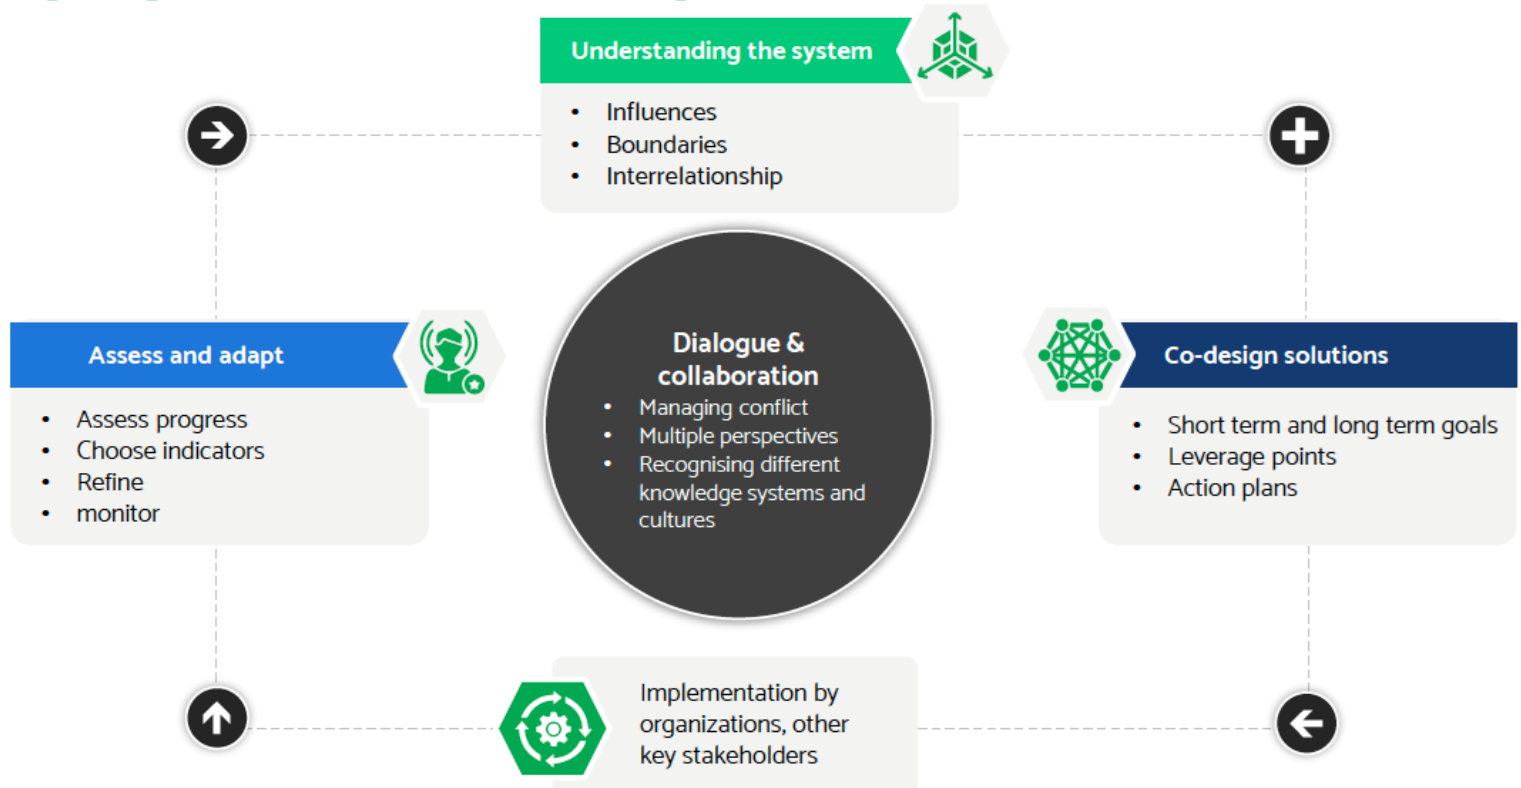 Understanding the system
• Influences
• Boundaries
• Interrelationship
Assess and adapt
• Assess progress
• Choose indicators
• Refine
• monitor
Dialogue &
collaboration
• Managing conflict
• Multiple perspectives
• Recognising different
knowledge systems and
cultures
Co-design solutions
• Short term and long term goals
• Leverage points
• Action plans
Implementation by
organizations, other
key stakeholders